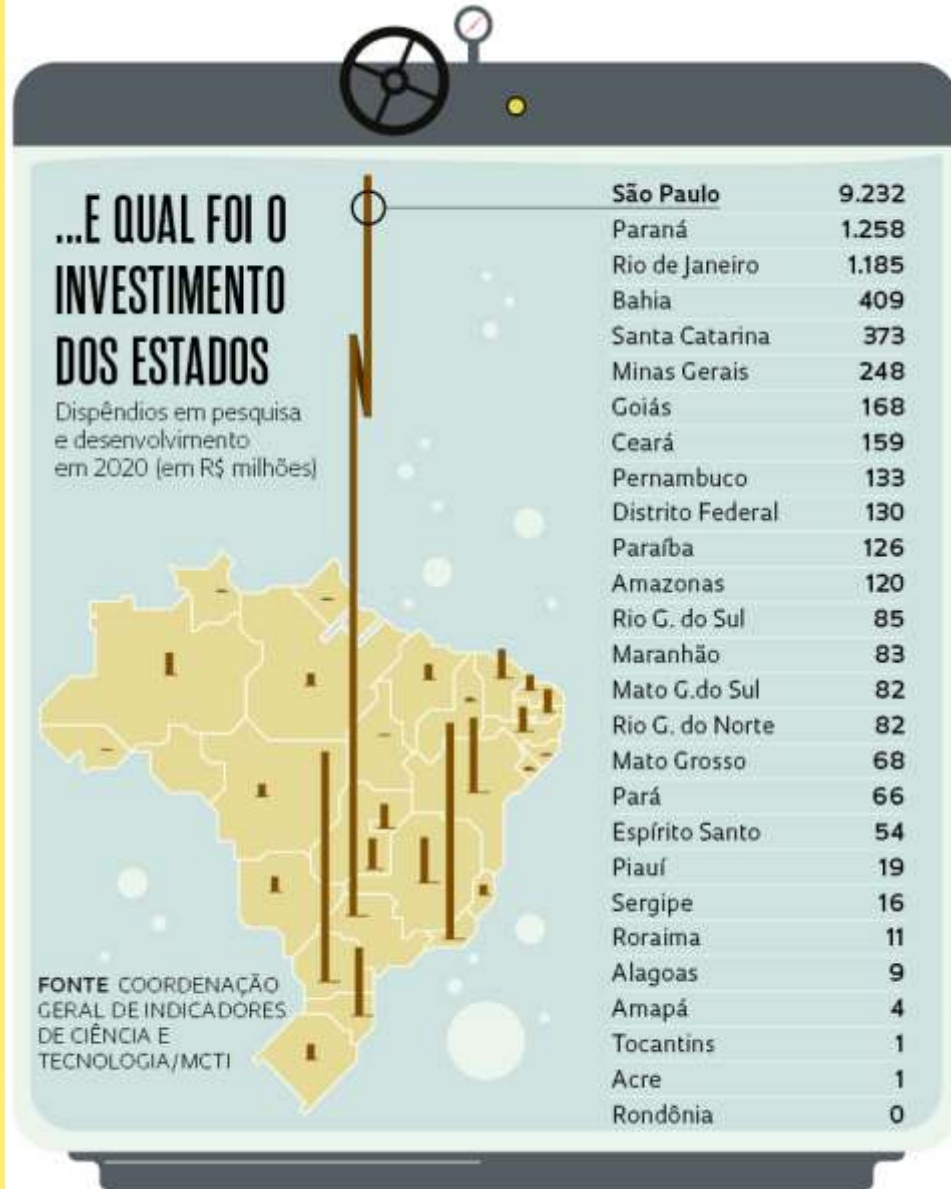 ...E QUAL FOI O
INVESTIMENTO
DOS ESTADOS
Dispêndios em pesquisa
e desenvolvimento
em 2020 (em R$ milhões)
São Paulo 9.232
Paraná 1.258
Rio de Janeiro 1.185
Bahia 409
Santa Catarina 373
Minas Gerais 248
Goiás 168
Ceará 159
Pernambuco 133
Distrito Federal 130
Paraíba 126
Amazonas 120
Rio G. do Sul 85
Maranhão 83
Mato G.do Sul 82
Rio G. do Norte 82
Mato Grosso 68
Pará 66
Espírito Santo 54
Piauí 19
Sergipe 16
Roraima 11
Alagoas 9
Amapá 4
Tocantins 1
Acre 1
Rondônia 0
FONTE COORDENAÇÃO
GERAL DE INDICADORES
DE CIÊNCIA E
TECNOLOGIA/MCTI